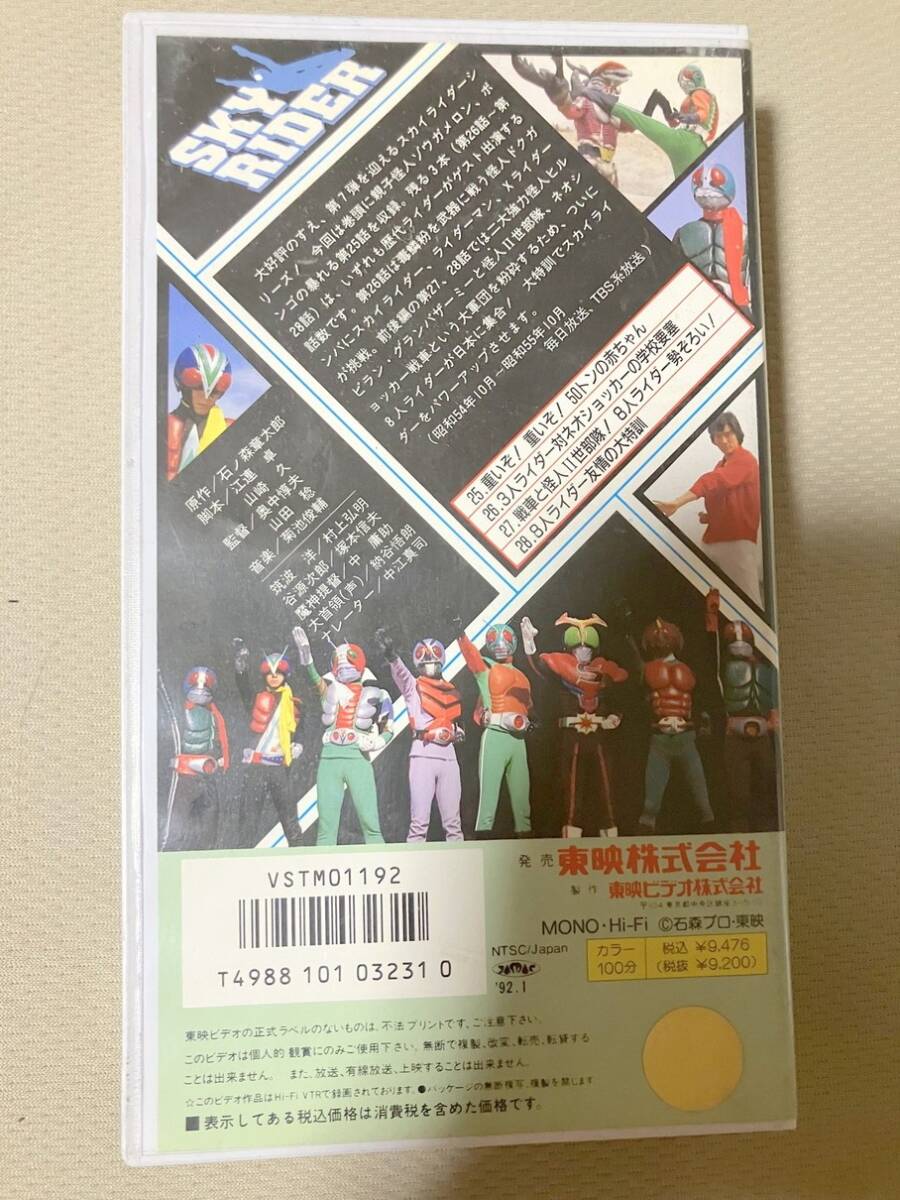 SKY
RIDER
大好評のすえ、第7弾を迎えるスカイライダーシ
リーズ!今回は巻頭に親子怪人ゾウガメロン、ボ
ンゴの暴れる第25話を収録。残る3本(第26話〜第
28話)は、いずれも歴代ライダーがゲスト出演する
話数です。第26話は毒鱗粉を武器に戦う怪人ドクガ
ンバにスカイライダー、ライダーマン、Xライダー
が挑戦。前後編の第27、28話では二大強力怪人ヒル
ビラン・グランバザーミーと怪人II世部隊、ネオシ
ョッカー戦車という大軍団を粉砕するため、ついに
8人ライダーが日本に集合!大特訓でスカイライ
ダーをパワーアップさせます。
(昭和54年10月〜昭和55年10月
毎日放送、TBS系放送)
25.重いぞ!重いぞ!50トンの赤ちゃん
26.3人ライダー対ネオショッカーの学校要塞
27.戦車と怪人II世部隊!8人ライダー勢ぞろい!
28.8人ライダー友情の大特訓
原作/石ノ森章太郎
脚本/江連 卓
山崎 久
監督/奥中惇夫
山田 稔
音楽/菊池俊輔
筑波 洋/村上弘明
谷源次郎/塚本信夫
魔神提督/中 庸助
大首領(声)/納谷悟朗
ナレーター/中江真司
VSTM01192
T4988 101 03231 0
発売 東映株式会社
製作 東映ビデオ株式会社
MONO・Hi-Fi ©石森プロ・東映
NTSC/Japan
'92.1
カラー
100分
税込 ¥9,476
(税抜 ¥9,200)
東映ビデオの正式ラベルのないものは、不法プリントです。ご注意下さい。
このビデオは個人的観賞にのみご使用下さい。無断で複製、改変、転売、転貸する
ことは出来ません。 また、放送、有線放送、上映することは出来ません。
☆このビデオ作品はHi-Fi VTRで録画されております。●パッケージの無断複写、複製を禁じます
■表示してある税込価格は消費税を含めた価格です。